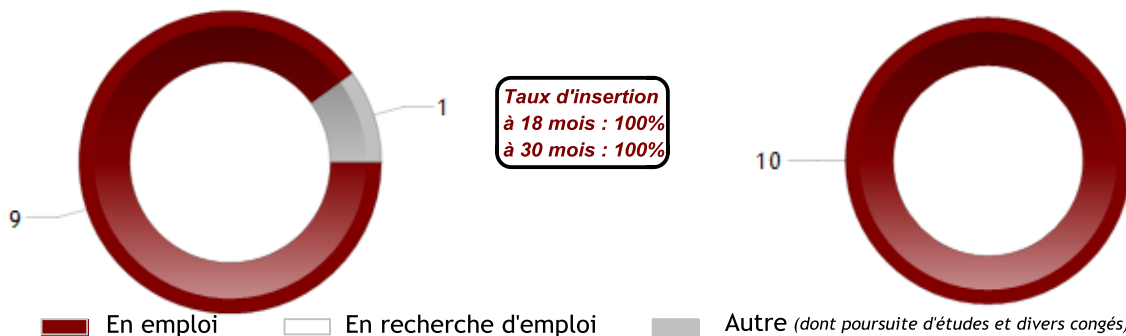 1
Taux d'insertion
à 18 mois : 100%
à 30 mois : 100%
10
9
En emploi
En recherche d'emploi
Autre (dont poursuite d'études et divers congés)